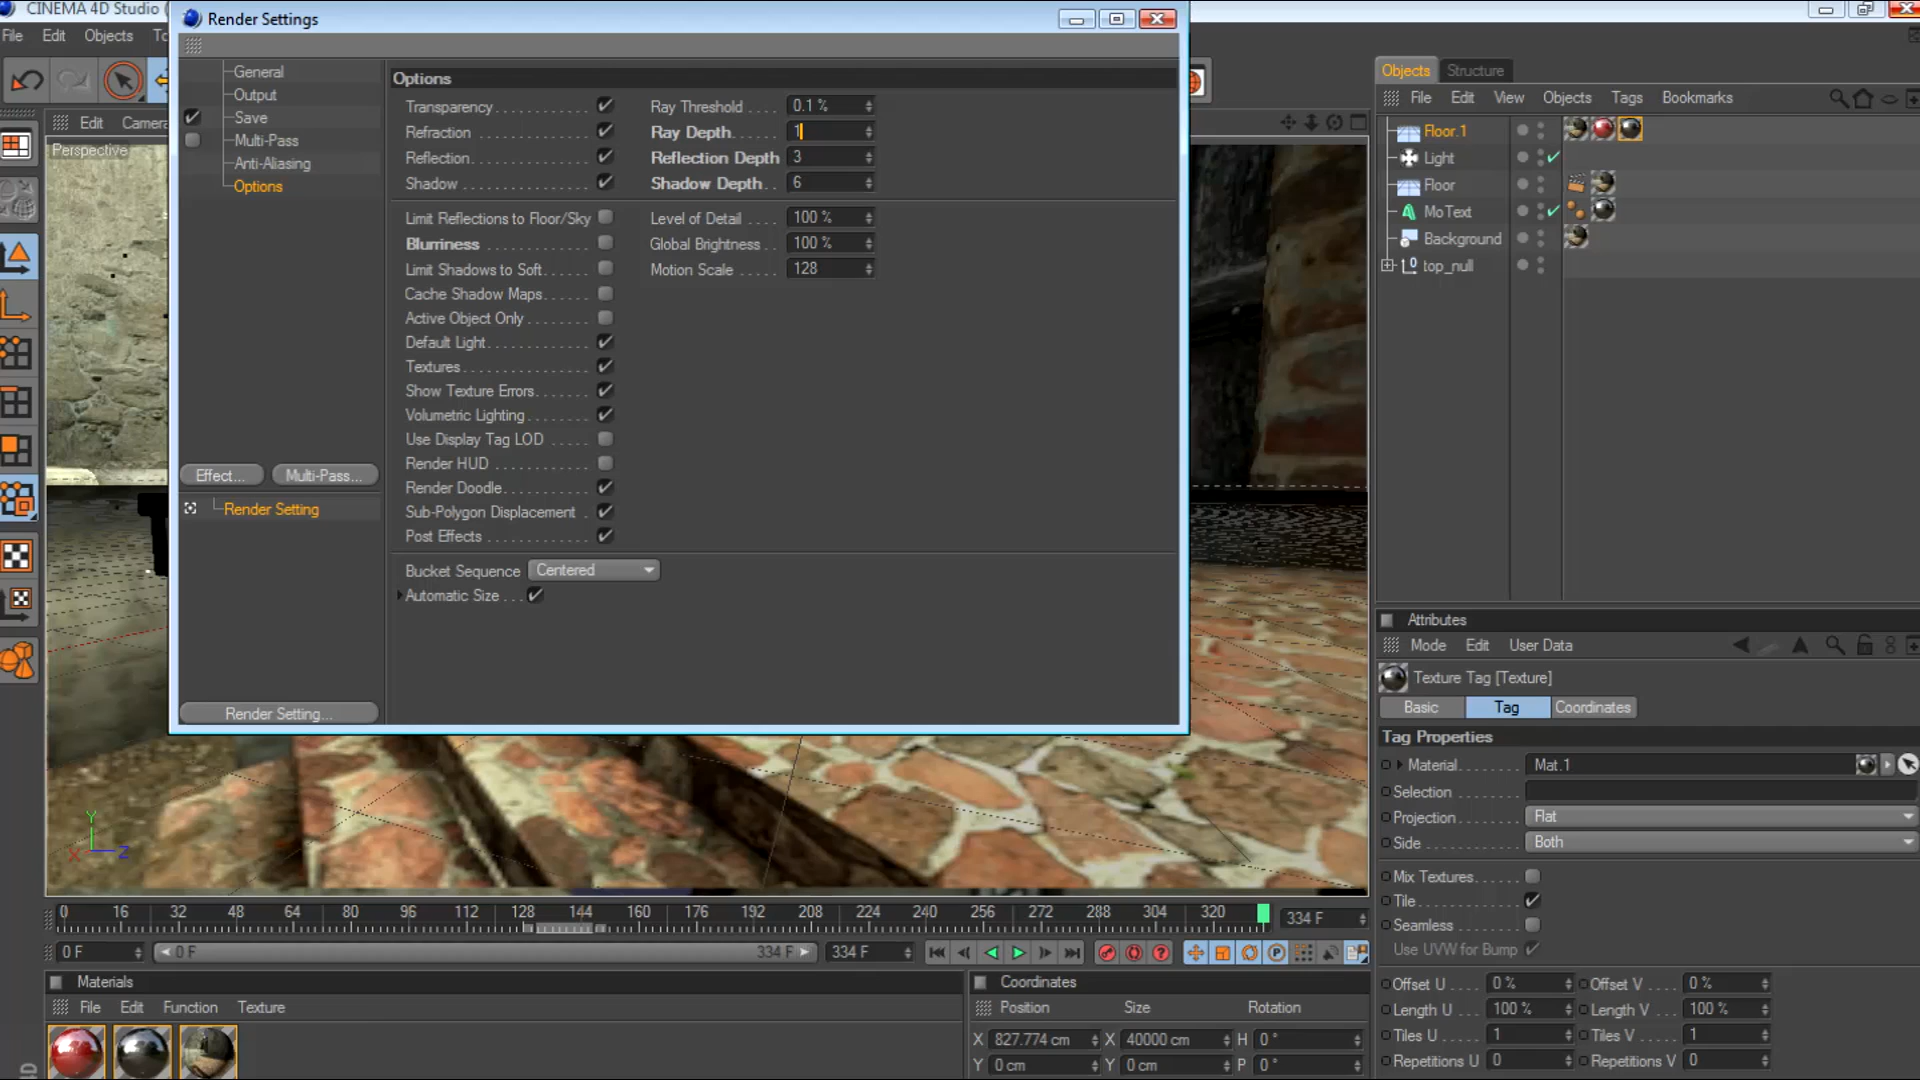 CINEMA 4D Studio (
Render Settings
File Edit Objects To
General
Output
Save
Multi-Pass
Anti-Aliasing
Options
Effect...
Multi-Pass...
Render Setting
Render Setting...
Options
Transparency
Ray Threshold 0.1 %
Refraction
Ray Depth 1
Reflection
Reflection Depth 3
Shadow
Shadow Depth 6
Limit Reflections to Floor/Sky
Level of Detail 100 %
Blurriness
Global Brightness 100 %
Limit Shadows to Soft
Motion Scale 128
Cache Shadow Maps
Active Object Only
Default Light
Textures
Show Texture Errors
Volumetric Lighting
Use Display Tag LOD
Render HUD
Render Doodle
Sub-Polygon Displacement
Post Effects
Bucket Sequence Centered
Automatic Size
Edit Camera
Perspective
Y
X Z
Objects Structure
File Edit View Objects Tags Bookmarks
Floor.1
Light
Floor
MoText
Background
top_null
Attributes
Mode Edit User Data
Texture Tag [Texture]
Basic Tag Coordinates
Tag Properties
Material Mat.1
Selection
Projection Flat
Side Both
Mix Textures
Tile
Seamless
Use UVW for Bump
Offset U 0 % Offset V 0 %
Length U 100 % Length V 100 %
Tiles U 1 Tiles V 1
Repetitions U 0 Repetitions V 0
0 16 32 48 64 80 96 112 128 144 160 176 192 208 224 240 256 272 288 304 320 334 F
0 F 0 F 334 F 334 F
Materials
File Edit Function Texture
Coordinates
Position Size Rotation
X 827.774 cm X 40000 cm H 0 °
Y 0 cm Y 0 cm P 0 °